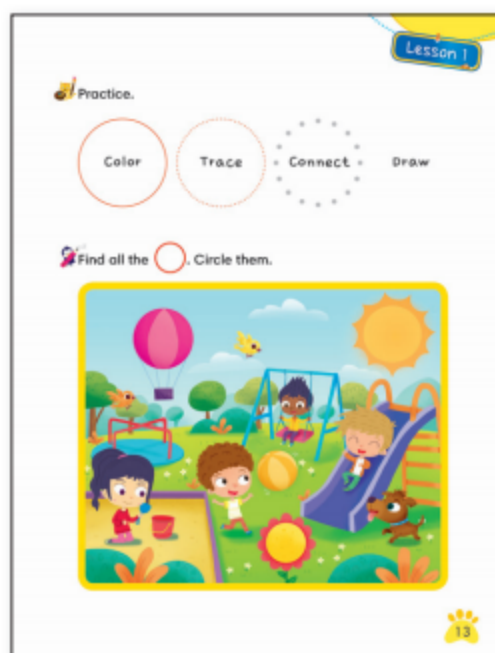 Lesson 1
Practice.
Color Trace Connect Draw
Find all the . Circle them.
13